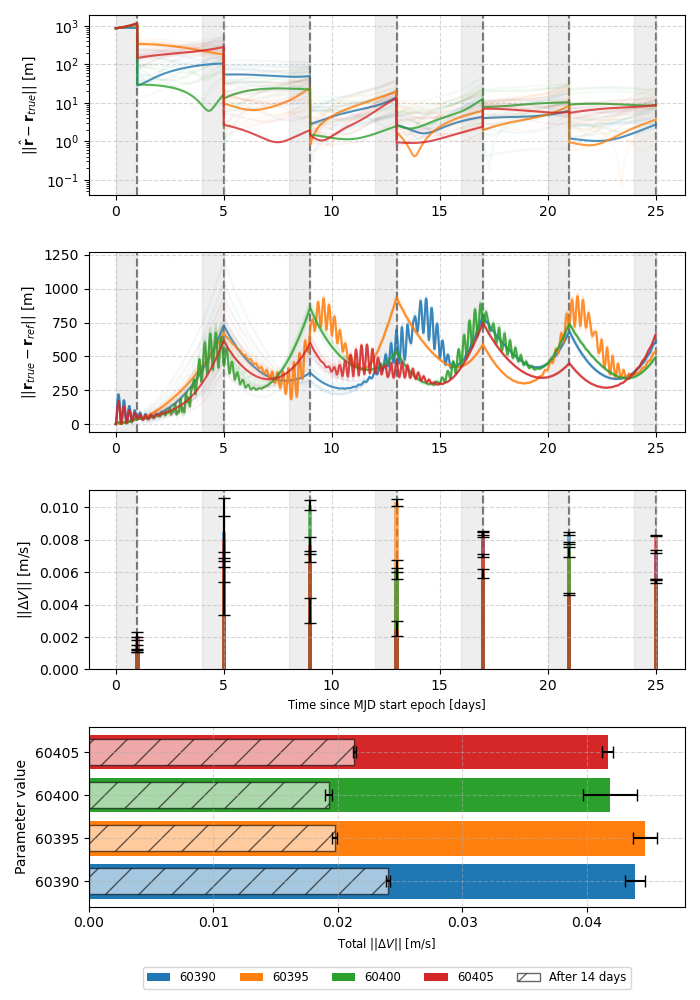 ||r̂ − r_true|| [m]
10³
10²
10¹
10⁰
10⁻¹
0 5 10 15 20 25
||r_true − r_ref|| [m]
1250
1000
750
500
250
0
0 5 10 15 20 25
||ΔV|| [m/s]
0.010
0.008
0.006
0.004
0.002
0.000
0 5 10 15 20 25
Time since MJD start epoch [days]
Parameter value
60405
60400
60395
60390
0.00 0.01 0.02 0.03 0.04
Total ||ΔV|| [m/s]
60390 60395 60400 60405 After 14 days